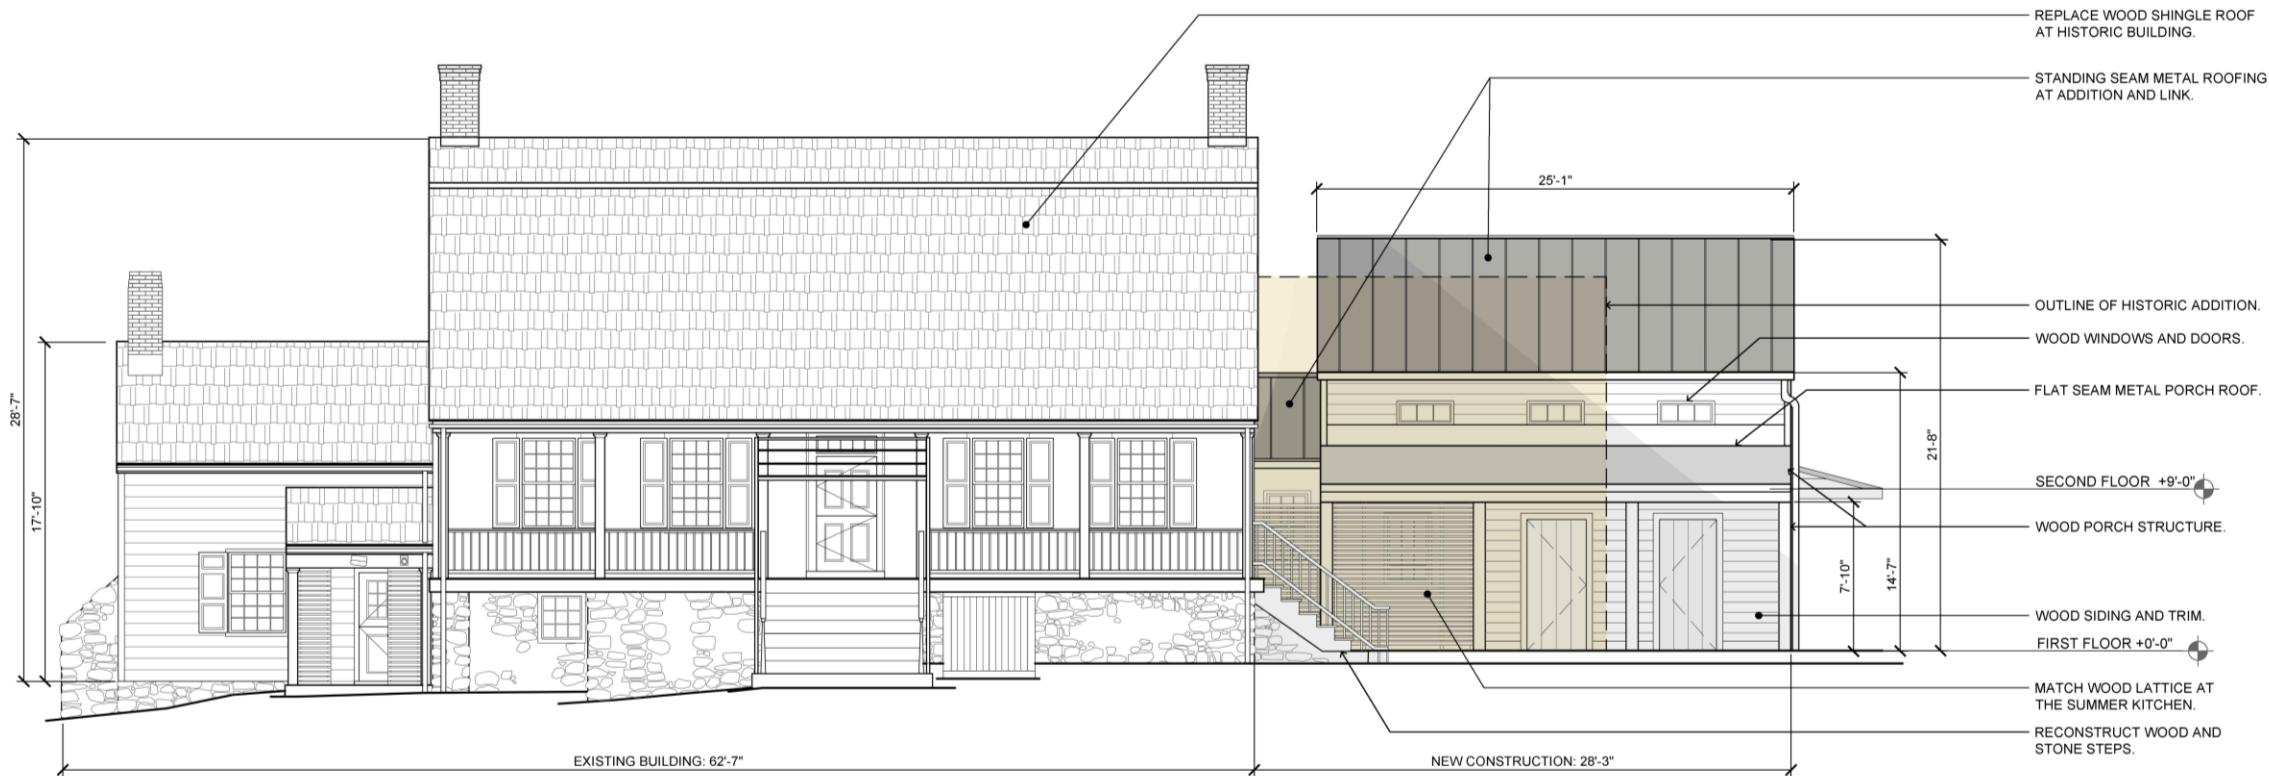 REPLACE WOOD SHINGLE ROOF
AT HISTORIC BUILDING.
STANDING SEAM METAL ROOFING
AT ADDITION AND LINK.
25'-1"
OUTLINE OF HISTORIC ADDITION.
WOOD WINDOWS AND DOORS.
FLAT SEAM METAL PORCH ROOF.
28'-7"
17'-10"
21-8"
SECOND FLOOR +9'-0"
WOOD PORCH STRUCTURE.
7'-10"
14'-7"
WOOD SIDING AND TRIM.
FIRST FLOOR +0'-0"
MATCH WOOD LATTICE AT
THE SUMMER KITCHEN.
RECONSTRUCT WOOD AND
STONE STEPS.
EXISTING BUILDING: 62'-7"
NEW CONSTRUCTION: 28'-3"